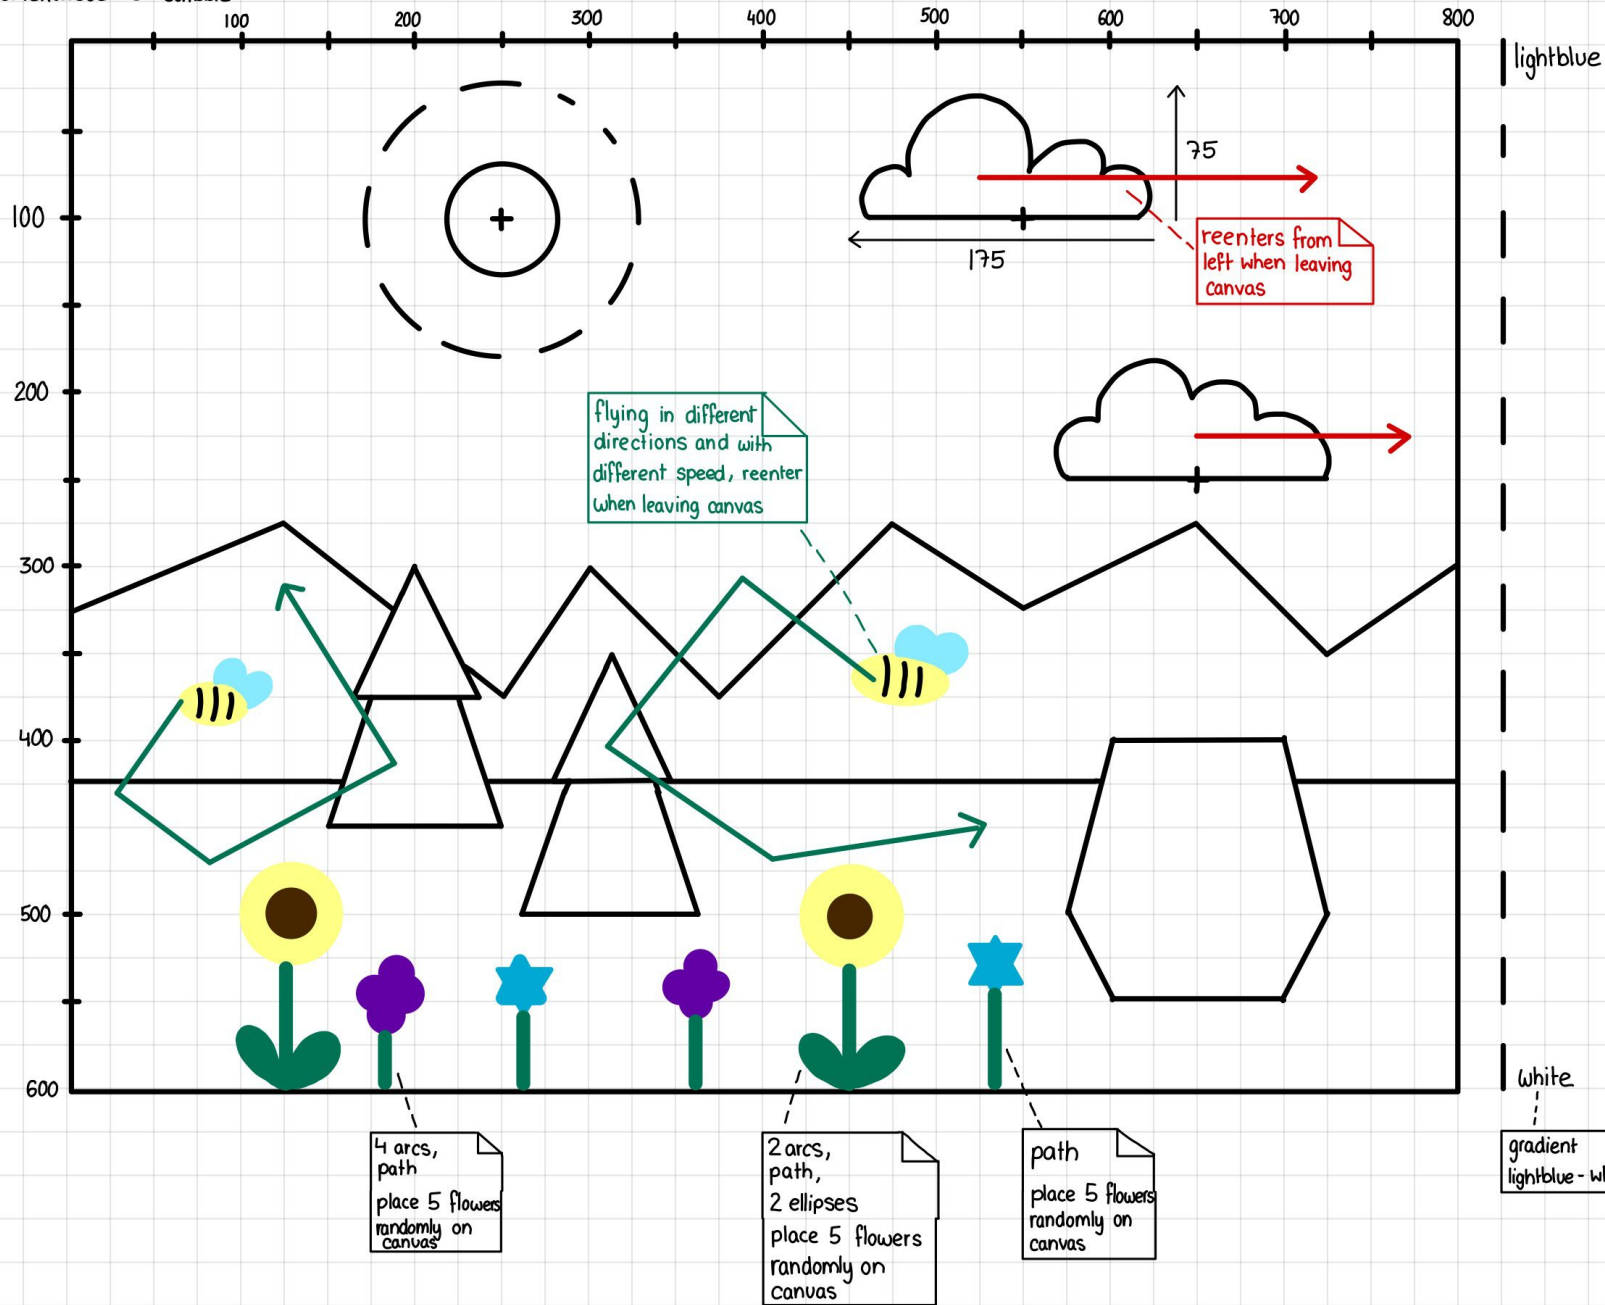 100 200 300 400 500 600 700 800
lightblue
75
100
175
reenters from
left when leaving
canvas
200
flying in different
directions and with
different speed, reenter
when leaving canvas
300
400
500
600
white
4 arcs,
path
place 5 flowers
randomly on
canvas
2 arcs,
path,
2 ellipses
place 5 flowers
randomly on
canvas
path
place 5 flowers
randomly on
canvas
gradient
lightblue - wh